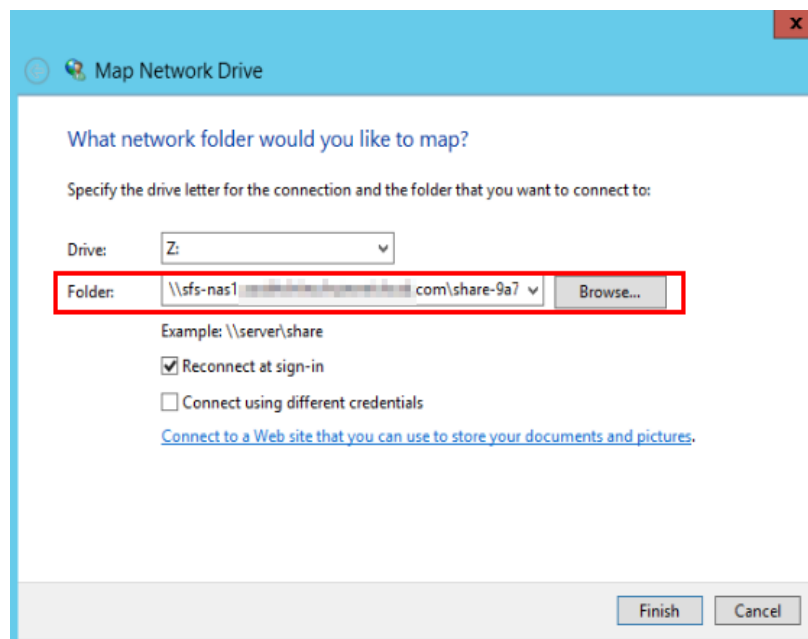 x
Map Network Drive
What network folder would you like to map?
Specify the drive letter for the connection and the folder that you want to connect to:
Drive: Z:
Folder: \\sfs-nas1 com\share-9a7 Browse...
Example: \\server\share
Reconnect at sign-in
Connect using different credentials
Connect to a Web site that you can use to store your documents and pictures.
Finish Cancel